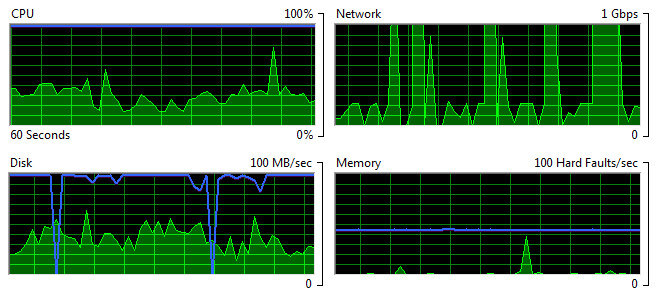 CPU 100%
Network 1 Gbps
60 Seconds 0%
0
Disk 100 MB/sec
Memory 100 Hard Faults/sec
0
0